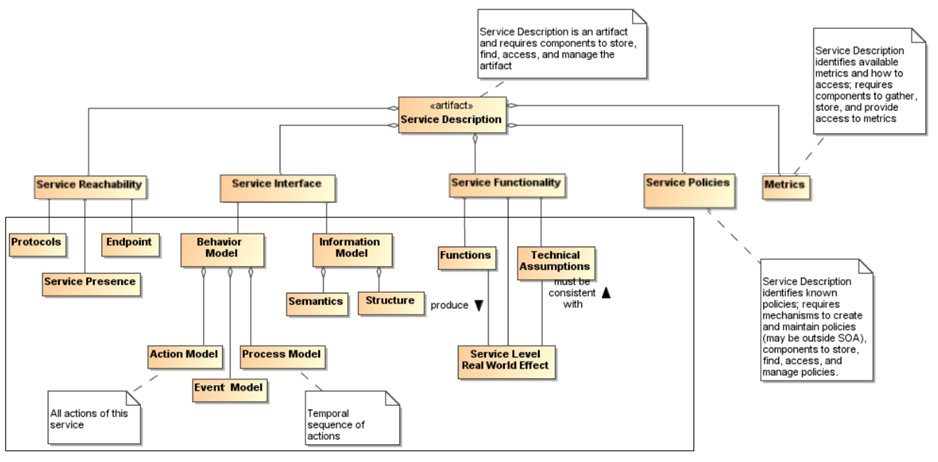 Service Description is an artifact
and requires components to store,
find, access, and manage the
artifact
Service Description
identifies available
metrics and how to
access; requires
components to gather,
store, and provide
access to metrics
«artifact»
Service Description
Service Reachability
Service Interface
Service Functionality
Service Policies
Metrics
Protocols
Endpoint
Service Presence
Behavior
Model
Information
Model
Semantics
Structure
Functions
Technical
Assumptions
produce ▼
must be
consistent ▲
with
Action Model
Process Model
Event Model
Service Level
Real World Effect
All actions of this
service
Temporal
sequence of
actions
Service Description
identifies known
policies; requires
mechanisms to create
and maintain policies
(may be outside SOA),
components to store,
find, access, and
manage policies.